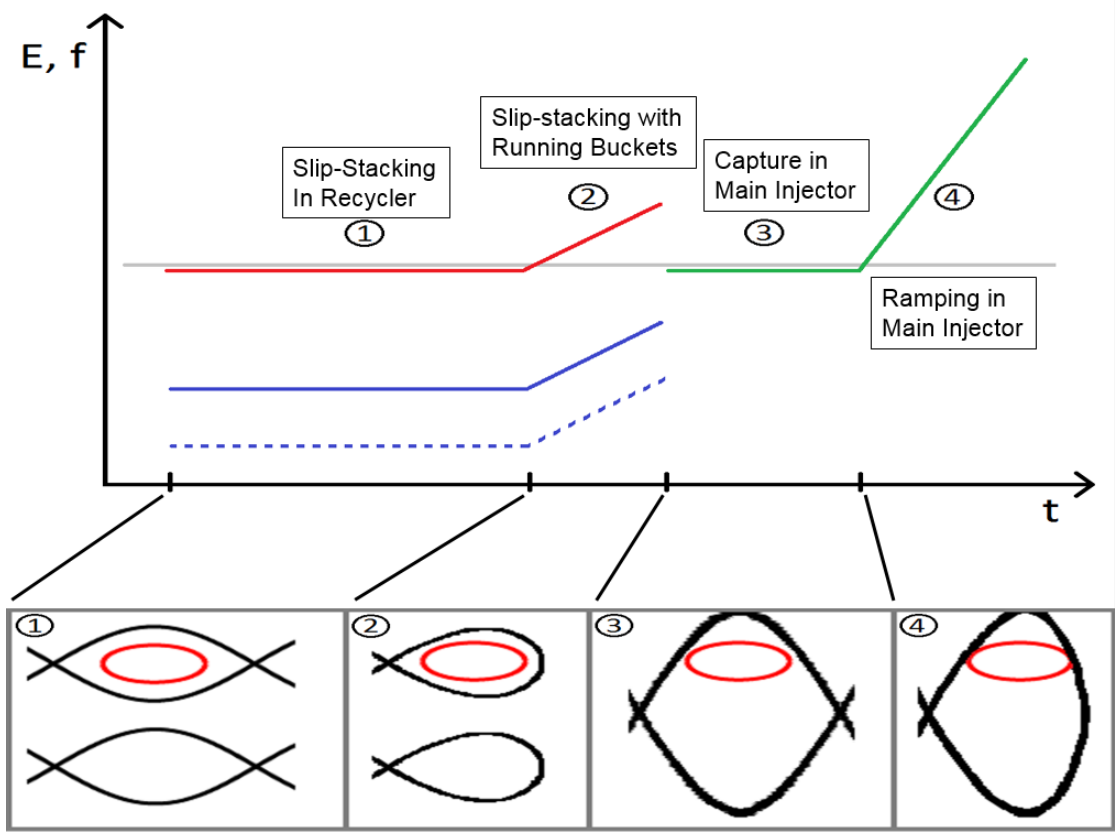 E, f
Slip-stacking with
Running Buckets
②
Slip-Stacking
In Recycler
①
Capture in
Main Injector
③
④
Ramping in
Main Injector
t
①
②
③
④